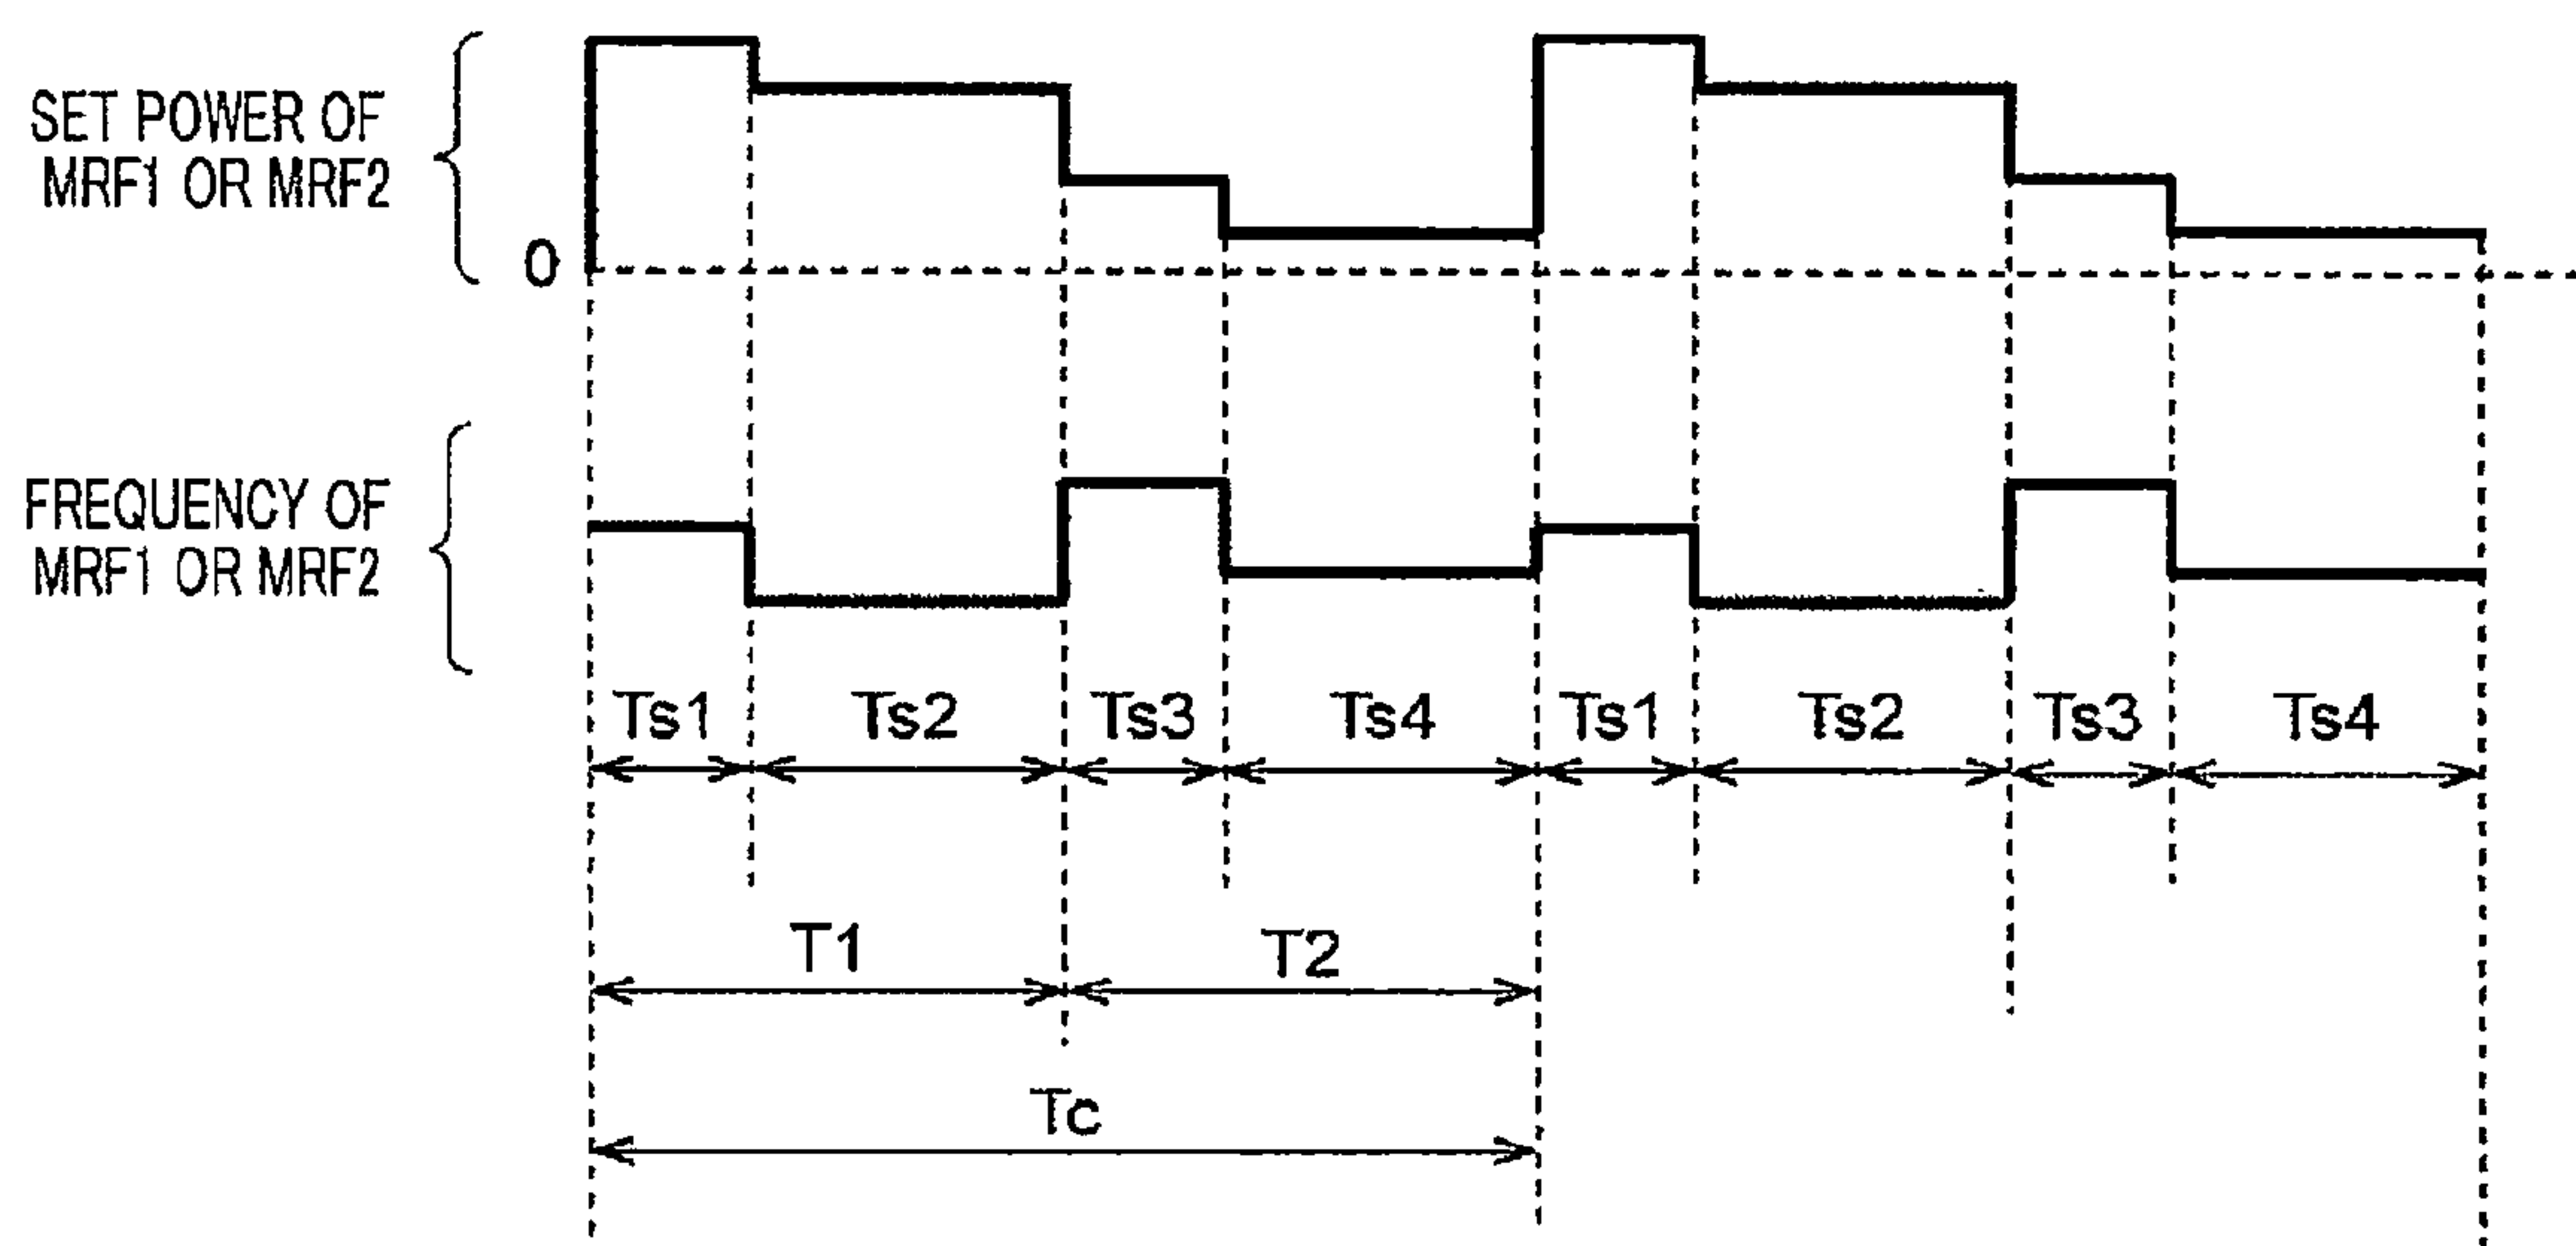 SET POWER OF
MRF1 OR MRF2
0
FREQUENCY OF
MRF1 OR MRF2
Ts1 Ts2 Ts3 Ts4 Ts1 Ts2 Ts3 Ts4
T1 T2
Tc